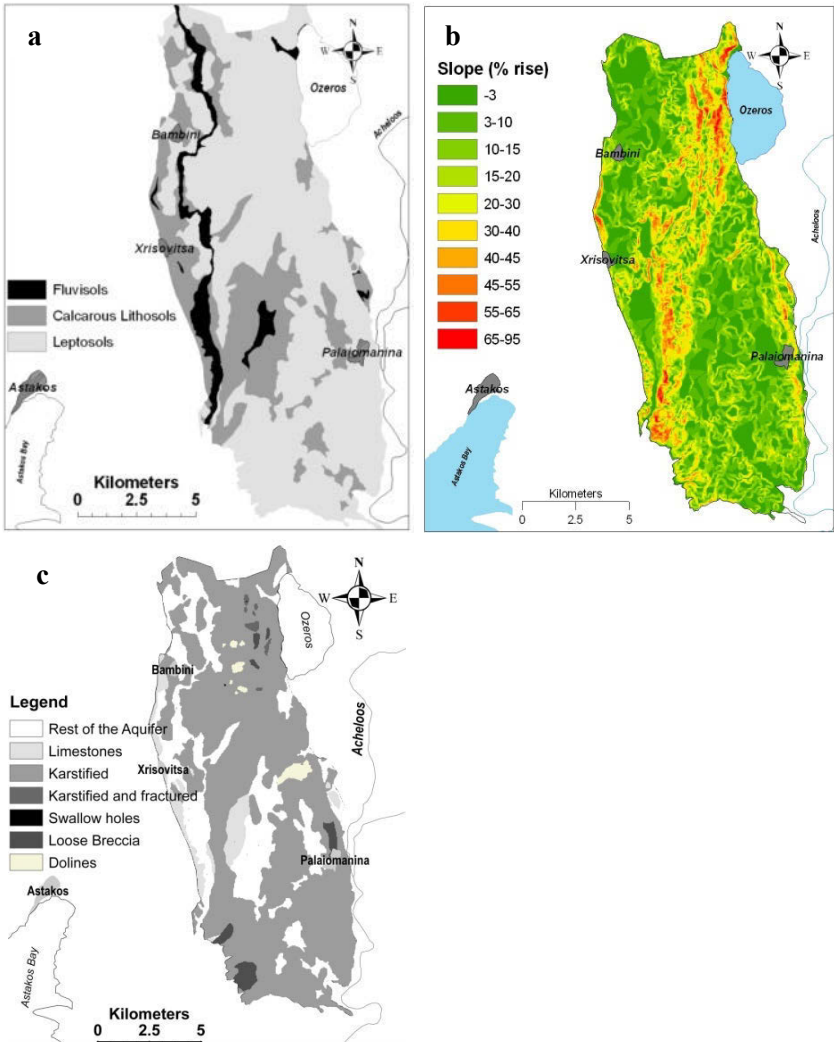 a
N
W
E
S
Ozeros
Acheloos
Bambini
Xrisovitsa
Fluvisols
Calcarous Lithosols
Leptosols
Palaiomanina
Astakos
Astakos Bay
Kilometers
0 2.5 5
b
Slope (% rise)
N
W
E
S
-3
3-10
10-15
15-20
20-30
30-40
40-45
45-55
55-65
65-95
Ozeros
Bambini
Acheloos
Xrisovitsa
Palaiomanina
Astakos
Astakos Bay
Kilometers
0 2.5 5
c
N
W
E
S
Ozeros
Bambini
Acheloos
Legend
Rest of the Aquifer
Limestones
Karstified
Karstified and fractured
Swallow holes
Loose Breccia
Dolines
Xrisovitsa
Palaiomanina
Astakos
Astakos Bay
Kilometers
0 2.5 5